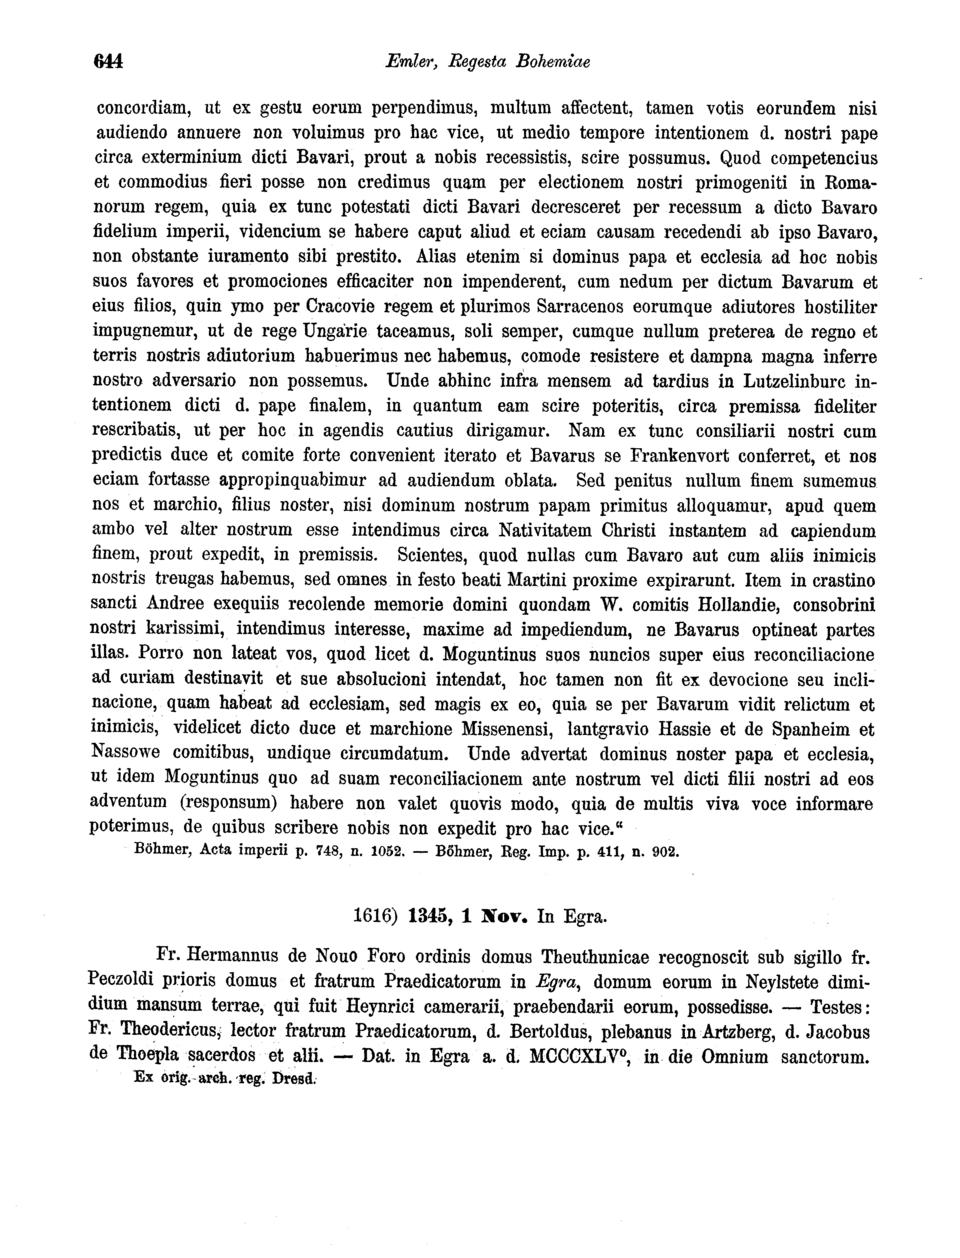 644 Emler, Regesta Bohemiae
concordiam, ut ex gestu eorum perpendimus, multum affectent, tamen votis eorundem nisi
audiendo annuere non voluimus pro hac vice, ut medio tempore intentionem d. nostri pape
circa exterminium dicti Bavari, prout a nobis recessistis, scire possumus. Quod competencius
et commodius fieri posse non credimus quam per electionem nostri primogeniti in Roma-
norum regem, quia ex tunc potestati dicti Bavari decresceret per recessum a dicto Bavaro
fidelium imperii, videncium se habere caput aliud et eciam causam recedendi ab ipso Bavaro,
non obstante iuramento sibi prestito. Alias etenim si dominus papa et ecclesia ad hoc nobis
suos favores et promociones efficaciter non impenderent, cum nedum per dictum Bavarum et
eius filios, quin ymo per Cracovie regem et plurimos Sarracenos eorumque adiutores hostiliter
impugnemur, ut de rege Ungarie taceamus, soli semper, cumque nullum preterea de regno et
terris nostris adiutorium habuerimus nec habemus, comode resistere et dampna magna inferre
nostro adversario non possemus. Unde abhinc infra mensem ad tardius in Lutzelinburc in-
tentionem dicti d. pape finalem, in quantum eam scire poteritis, circa premissa fideliter
rescribatis, ut per hoc in agendis cautius dirigamur. Nam ex tunc consiliarii nostri cum
predictis duce et comite forte convenient iterato et Bavarus se Frankenvort conferret, et nos
eciam fortasse appropinquabimur ad audiendum oblata. Sed penitus nullum finem sumemus
nos et marchio, filius noster, nisi dominum nostrum papam primitus alloquamur, apud quem
ambo vel alter nostrum esse intendimus circa Nativitatem Christi instantem ad capiendum
finem, prout expedit, in premissis. Scientes, quod nullas cum Bavaro aut cum aliis inimicis
nostris treugas habemus, sed omnes in festo beati Martini proxime expirarunt. Item in crastino
sancti Andree exequiis recolende memorie domini quondam W. comitis Hollandie, consobrini
nostri karissimi, intendimus interesse, maxime ad impediendum, ne Bavarus optineat partes
illas. Porro non lateat vos, quod licet d. Moguntinus suos nuncios super eius reconciliacione
ad curiam destinavit et sue absolucioni intendat, hoc tamen non fit ex devocione seu incli-
nacione, quam habeat ad ecclesiam, sed magis ex eo, quia se per Bavarum vidit relictum et
inimicis, videlicet dicto duce et marchione Missenensi, lantgravio Hassie et de Spanheim et
Nassowe comitibus, undique circumdatum. Unde advertat dominus noster papa et ecclesia,
ut idem Moguntinus quo ad suam reconciliacionem ante nostrum vel dicti filii nostri ad eos
adventum (responsum) habere non valet quovis modo, quia de multis viva voce informare
poterimus, de quibus scribere nobis non expedit pro hac vice.“
Böhmer, Acta imperii p. 748, n. 1052. — Böhmer, Reg. Imp. p. 411, n. 902.
1616) 1345, 1 Nov. In Egra.
Fr. Hermannus de Nouo Foro ordinis domus Theuthunicae recognoscit sub sigillo fr.
Peczoldi prioris domus et fratrum Praedicatorum in Egra, domum eorum in Neylstete dimi-
dium mansum terrae, qui fuit Heynrici camerarii, praebendarii eorum, possedisse. — Testes:
Fr. Theodericus, lector fratrum Praedicatorum, d. Bertoldus, plebanus in Artzberg, d. Jacobus
de Thoepla sacerdos et alii. — Dat. in Egra a. d. MCCCXLV⁰, in die Omnium sanctorum.
Ex orig. arch. reg. Dresd.